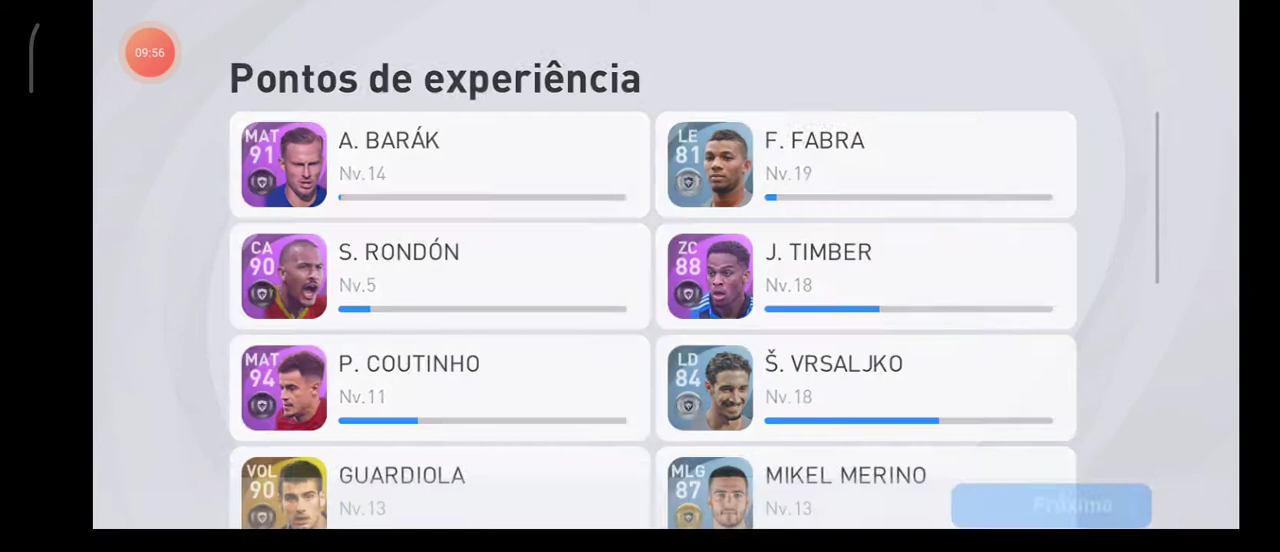 09:56
Pontos de experiência
MAT
91
A. BARÁK
Nv.14
LE
81
F. FABRA
Nv.19
CA
90
S. RONDÓN
Nv.5
ZC
88
J. TIMBER
Nv.18
MAT
94
P. COUTINHO
Nv.11
LD
84
Š. VRSALJKO
Nv.18
VOL
90
GUARDIOLA
Nv.13
MLG
87
MIKEL MERINO
Nv.13
Próximo